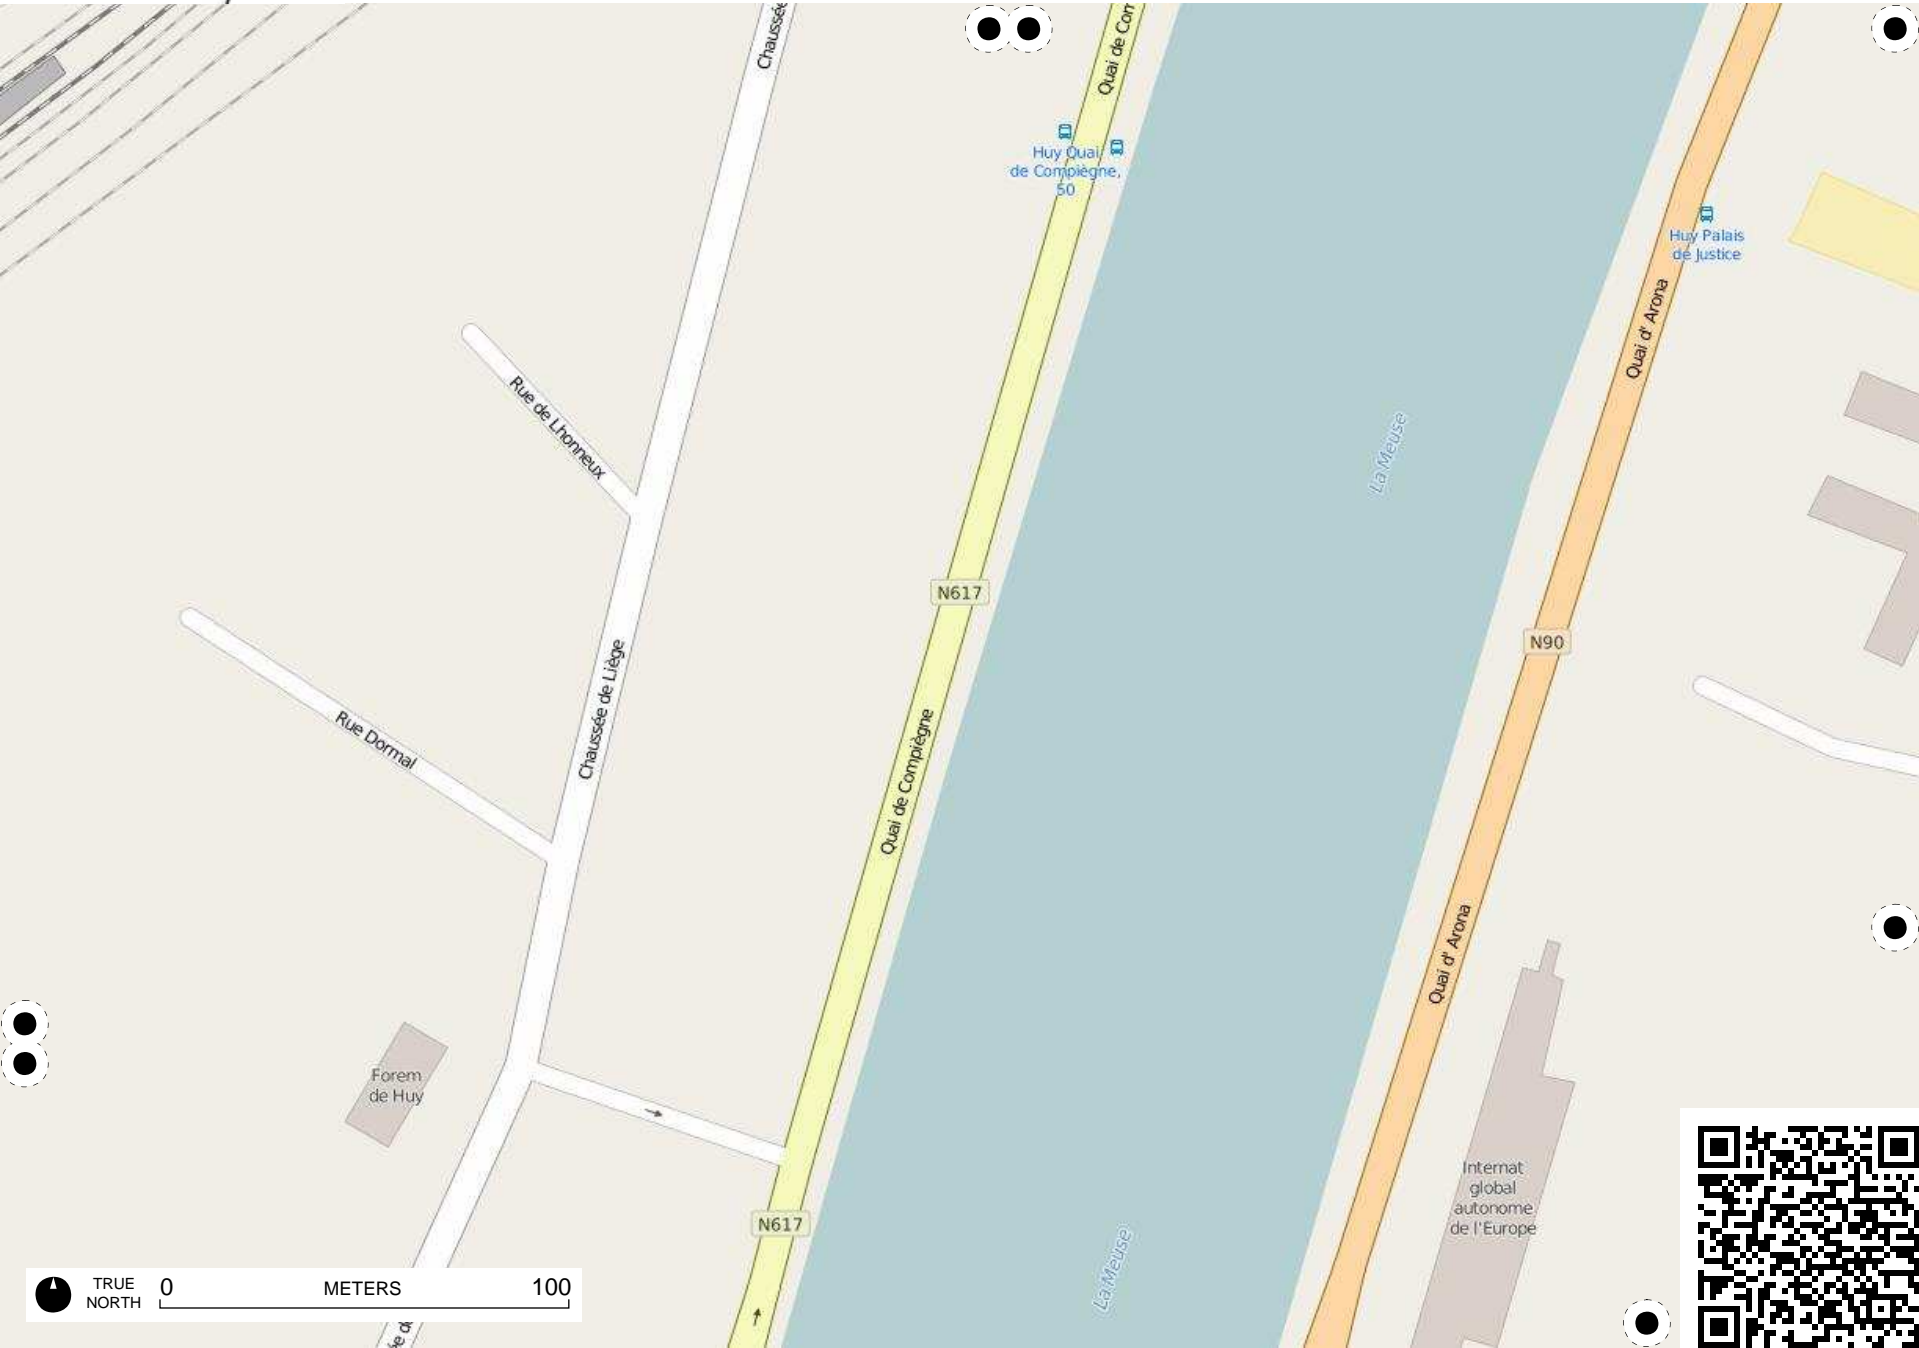 Chaussée
Quai de Com
Huy Quai
de Compiègne,
50
Huy Palais
de Justice
Quai d' Arona
Rue de Lhonneux
La Meuse
N617
N90
Chaussée de Liège
Rue Dormal
Quai de Compiègne
Quai d' Arona
Forem
de Huy
Internat
global
autonome
de l'Europe
N617
La Meuse
TRUE
NORTH
0 METERS 100
ée de